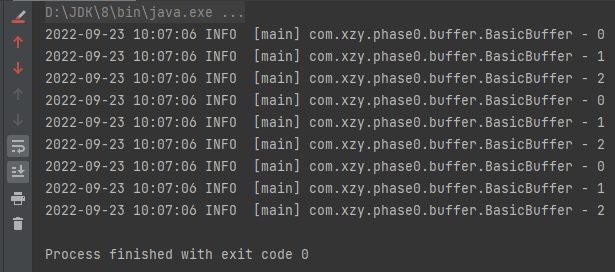 D:\JDK\8\bin\java.exe ...
2022-09-23 10:07:06 INFO  [main] com.xzy.phase0.buffer.BasicBuffer - 0
2022-09-23 10:07:06 INFO  [main] com.xzy.phase0.buffer.BasicBuffer - 1
2022-09-23 10:07:06 INFO  [main] com.xzy.phase0.buffer.BasicBuffer - 2
2022-09-23 10:07:06 INFO  [main] com.xzy.phase0.buffer.BasicBuffer - 0
2022-09-23 10:07:06 INFO  [main] com.xzy.phase0.buffer.BasicBuffer - 1
2022-09-23 10:07:06 INFO  [main] com.xzy.phase0.buffer.BasicBuffer - 2
2022-09-23 10:07:06 INFO  [main] com.xzy.phase0.buffer.BasicBuffer - 0
2022-09-23 10:07:06 INFO  [main] com.xzy.phase0.buffer.BasicBuffer - 1
2022-09-23 10:07:06 INFO  [main] com.xzy.phase0.buffer.BasicBuffer - 2
Process finished with exit code 0